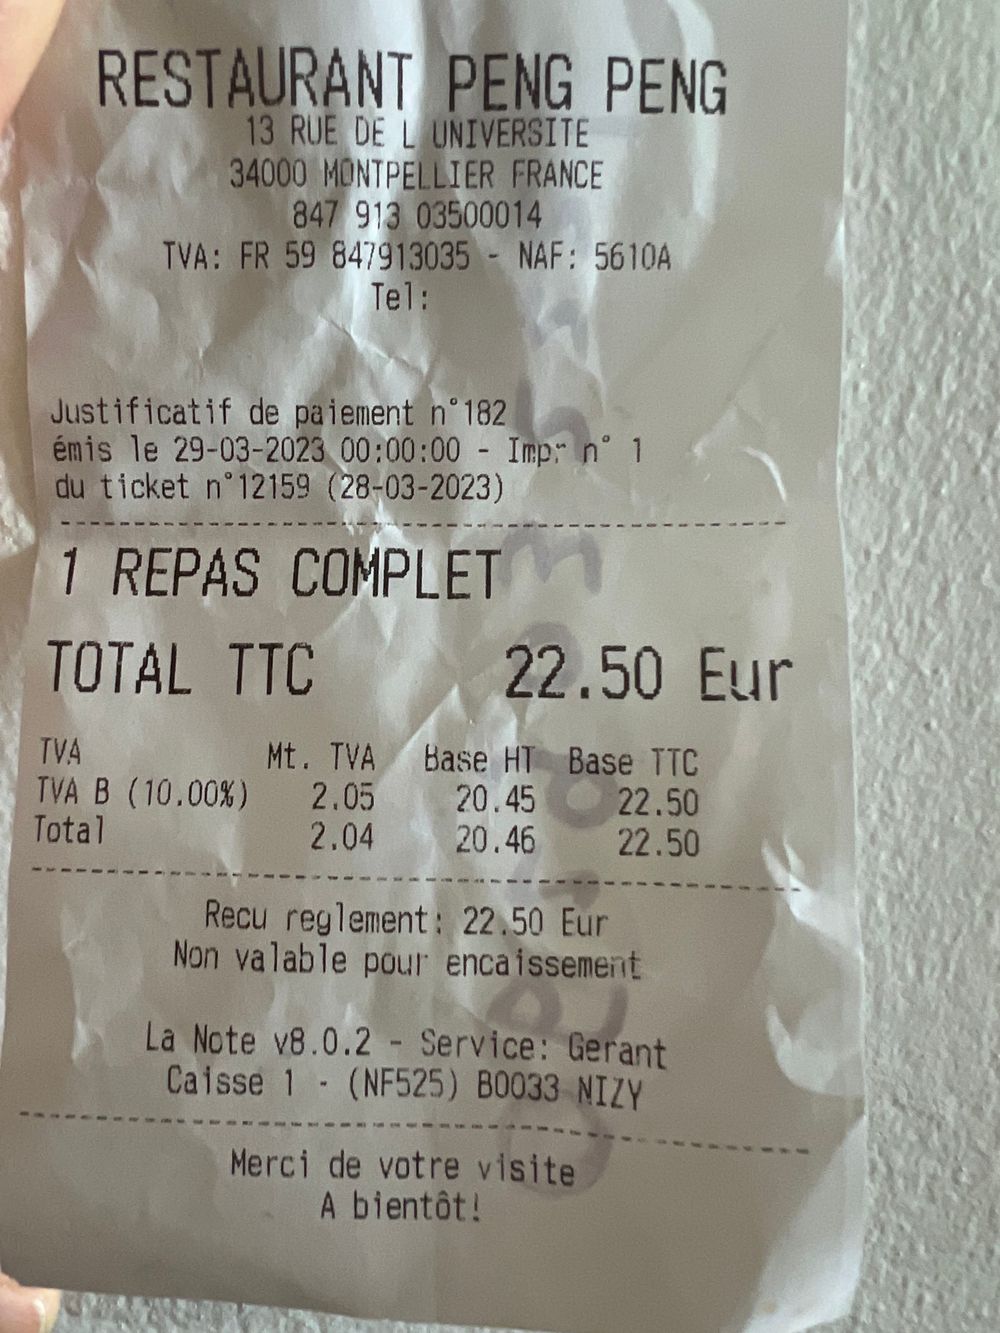 RESTAURANT PENG PENG
13 RUE DE L UNIVERSITE
34000 MONTPELLIER FRANCE
847 913 03500014
TVA: FR 59 847913035 - NAF: 5610A
Tel:
Justificatif de paiement n°182
émis le 29-03-2023 00:00:00 - Impr n° 1
du ticket n°12159 (28-03-2023)
1 REPAS COMPLET
TOTAL TTC 22.50 Eur
TVA Mt. TVA Base HT Base TTC
TVA B (10.00%) 2.05 20.45 22.50
Total 2.04 20.46 22.50
Recu reglement: 22.50 Eur
Non valable pour encaissement
La Note v8.0.2 - Service: Gerant
Caisse 1 - (NF525) B0033 NIZY
Merci de votre visite
A bientôt!